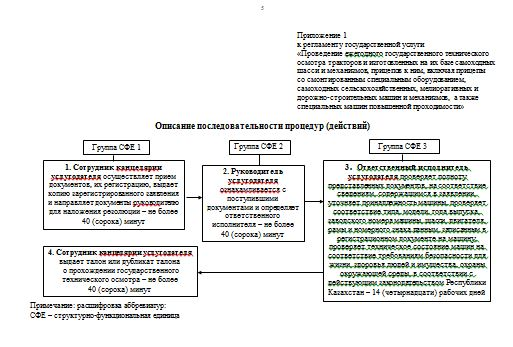 5
Приложение 1
к регламенту государственной услуги
«Проведение ежегодного государственного технического
осмотра тракторов и изготовленных на их базе самоходных
шасси и механизмов, прицепов к ним, включая прицепы
со смонтированным специальным оборудованием,
самоходных сельскохозяйственных, мелиоративных и
дорожно-строительных машин и механизмов, а также
специальных машин повышенной проходимости»
Описание последовательности процедур (действий)
Группа СФЕ 1
Группа СФЕ 2
Группа СФЕ 3
1. Сотрудник канцелярии
услугодателя осуществляет прием
документов, их регистрацию, выдает
копию зарегистрированного заявления
и направляет документы руководителю
для наложения резолюции – не более
40 (сорока) минут
2. Руководитель
услугодателя
ознакамливается с
поступившими
документами и определяет
ответственного
исполнителя – не более
40 (сорока) минут
3. Ответственный исполнитель
услугодателя проверяет полноту
представленных документов, на соответствие
сведениям, содержащимся в заявлении,
уточняет принадлежность машины, проверяет
соответствие типа, модели, года выпуска,
заводского номера машины, шасси, двигателя,
рамы и номерного знака данным, записанным в
регистрационном документе на машину,
проверяет техническое состояние машин на
соответствие требованиям безопасности для
жизни, здоровья людей и имущества, охраны
окружающей среды, в соответствии с
действующим законодательством Республики
Казахстан – 14 (четырнадцати) рабочих дней
4. Сотрудник канцелярии услугодателя
выдает талон или дубликат талона
о прохождении государственного
технического осмотра – не более
40 (сорока) минут
Примечание: расшифровка аббревиатур:
СФЕ – структурно-функциональная единица